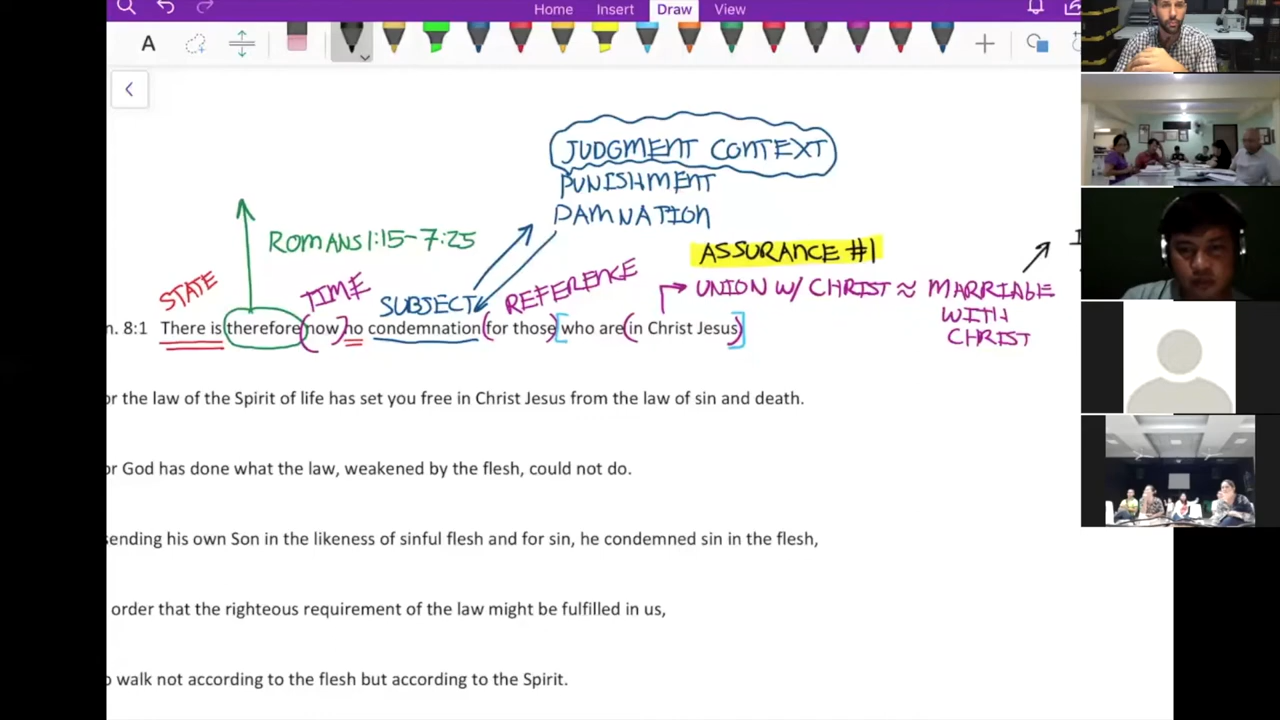 Home Insert Draw View
A
JUDGMENT CONTEXT
PUNISHMENT
DAMNATION
ROMANS 1:15-7:25
ASSURANCE #1
STATE
TIME
SUBJECT
REFERENCE
UNION W/ CHRIST ≈ MARRIAGE
WITH
CHRIST
n. 8:1 There is therefore now no condemnation for those who are in Christ Jesus
or the law of the Spirit of life has set you free in Christ Jesus from the law of sin and death.
or God has done what the law, weakened by the flesh, could not do.
sending his own Son in the likeness of sinful flesh and for sin, he condemned sin in the flesh,
order that the righteous requirement of the law might be fulfilled in us,
o walk not according to the flesh but according to the Spirit.